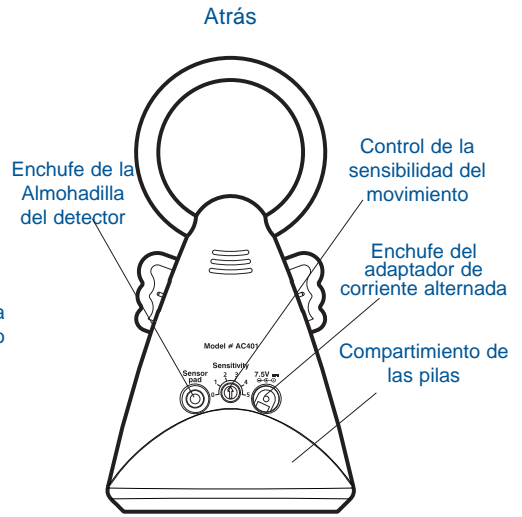 Atrás
Control de la
sensibilidad del
movimiento
Enchufe de la
Almohadilla
del detector
Enchufe del
adaptador de
corriente alternada
a
o
Compartimiento de
las pilas
Model # AC401
Sensitivity
Sensor
pad
0 1 2 3 4 5
7.5V